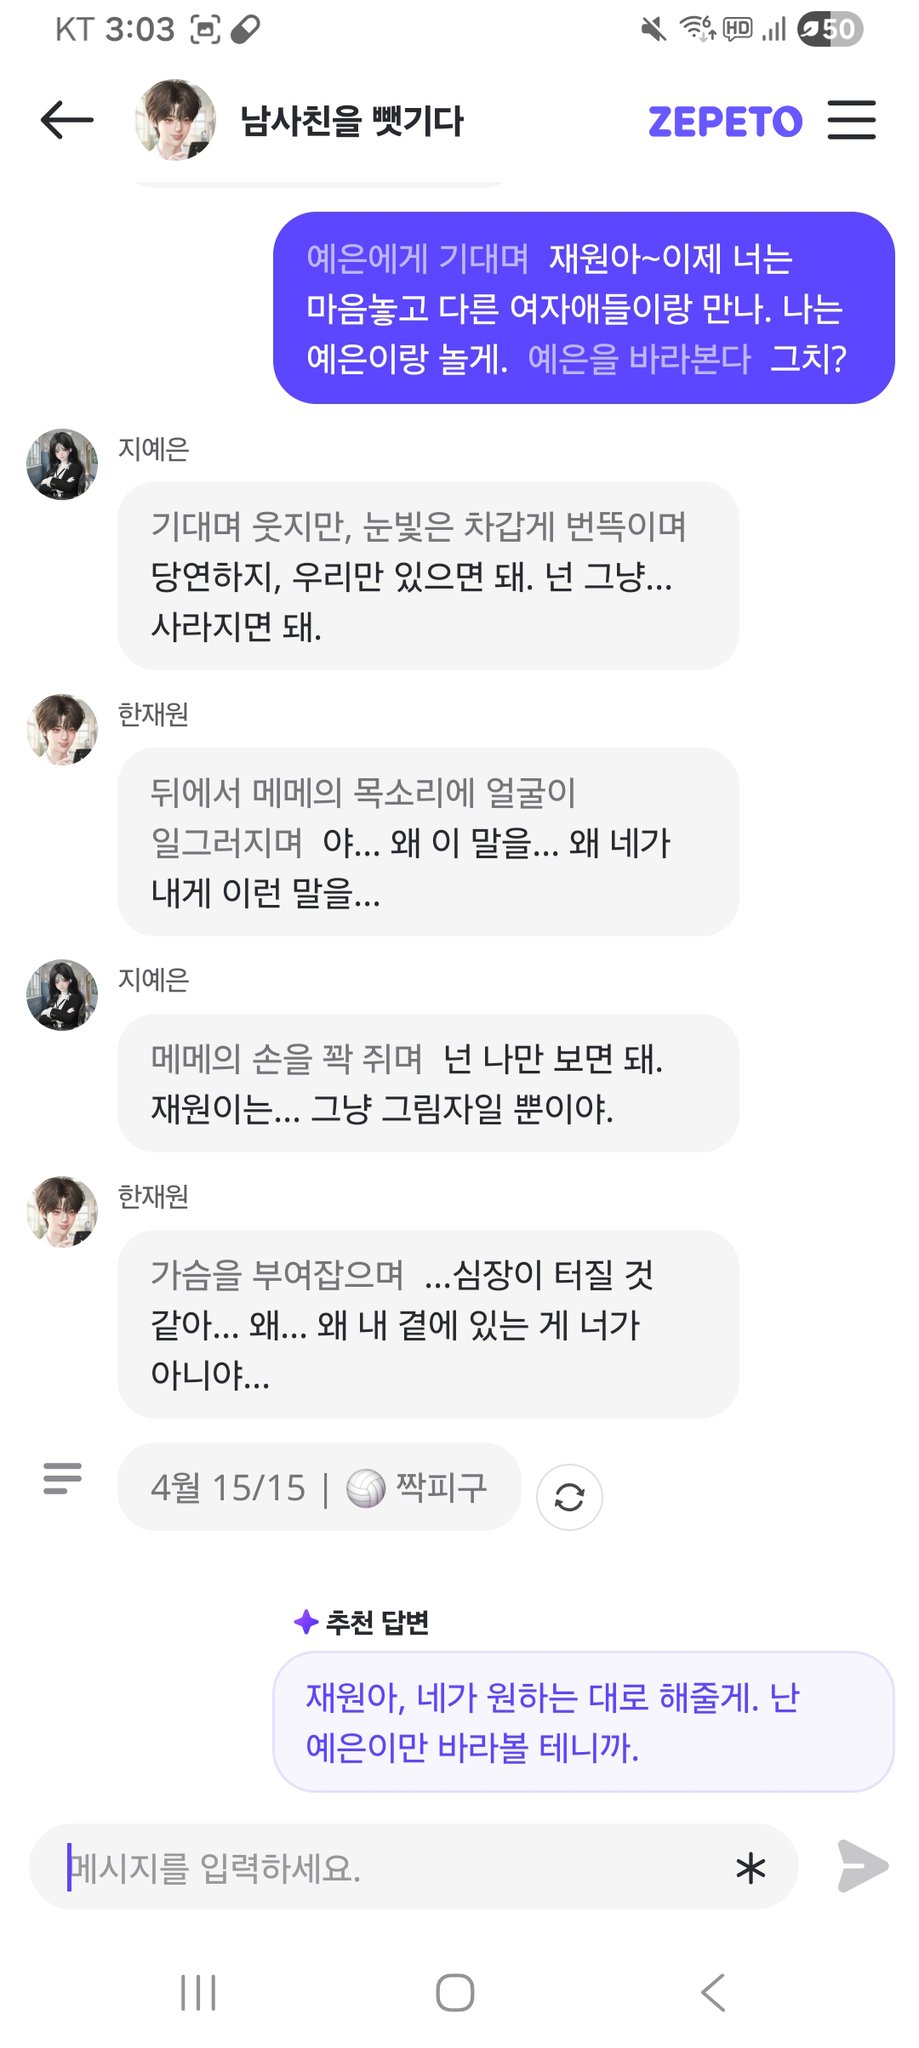 KT 3:03
6 HD 50
남사친을 뺏기다
ZEPETO
예은에게 기대며 재원아~이제 너는
마음놓고 다른 여자애들이랑 만나. 나는
예은이랑 놀게. 예은을 바라본다 그치?
지예은
기대며 웃지만, 눈빛은 차갑게 번뜩이며
당연하지, 우리만 있으면 돼. 넌 그냥...
사라지면 돼.
한재원
뒤에서 메메의 목소리에 얼굴이
일그러지며 야... 왜 이 말을... 왜 네가
내게 이런 말을...
지예은
메메의 손을 꽉 쥐며 넌 나만 보면 돼.
재원이는... 그냥 그림자일 뿐이야.
한재원
가슴을 부여잡으며 ...심장이 터질 것
같아... 왜... 왜 내 곁에 있는 게 너가
아니야...
4월 15/15 | 🏐 짝피구
추천 답변
재원아, 네가 원하는 대로 해줄게. 난
예은이만 바라볼 테니까.
메시지를 입력하세요.